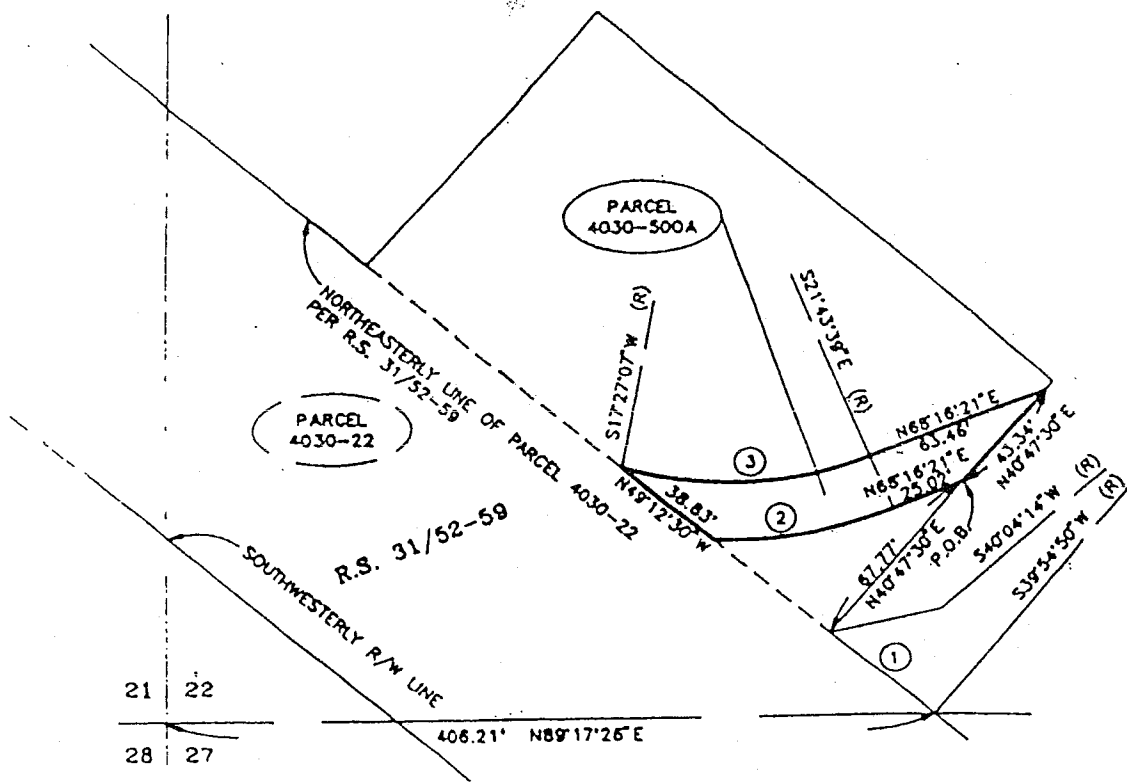 PARCEL
4030-500A
S21°43'39"E (R)
S17°27'07"W (R)
NORTHEASTERLY LINE OF PARCEL 4030-22
PER R.S. 31/52-59
PARCEL
4030-22
N68°16'21"E
63.46'
3
N68°16'21"E
25.02'
43.34'
N40°47'30"E
38.83'
N49°12'30"W
2
S40°04'14"W (R)
S39°54'50"W (R)
P.O.B.
67.77'
N40°47'30"E
R.S. 31/52-59
SOUTHWESTERLY R/W LINE
1
21 22
28 27
406.21' N89°17'26"E